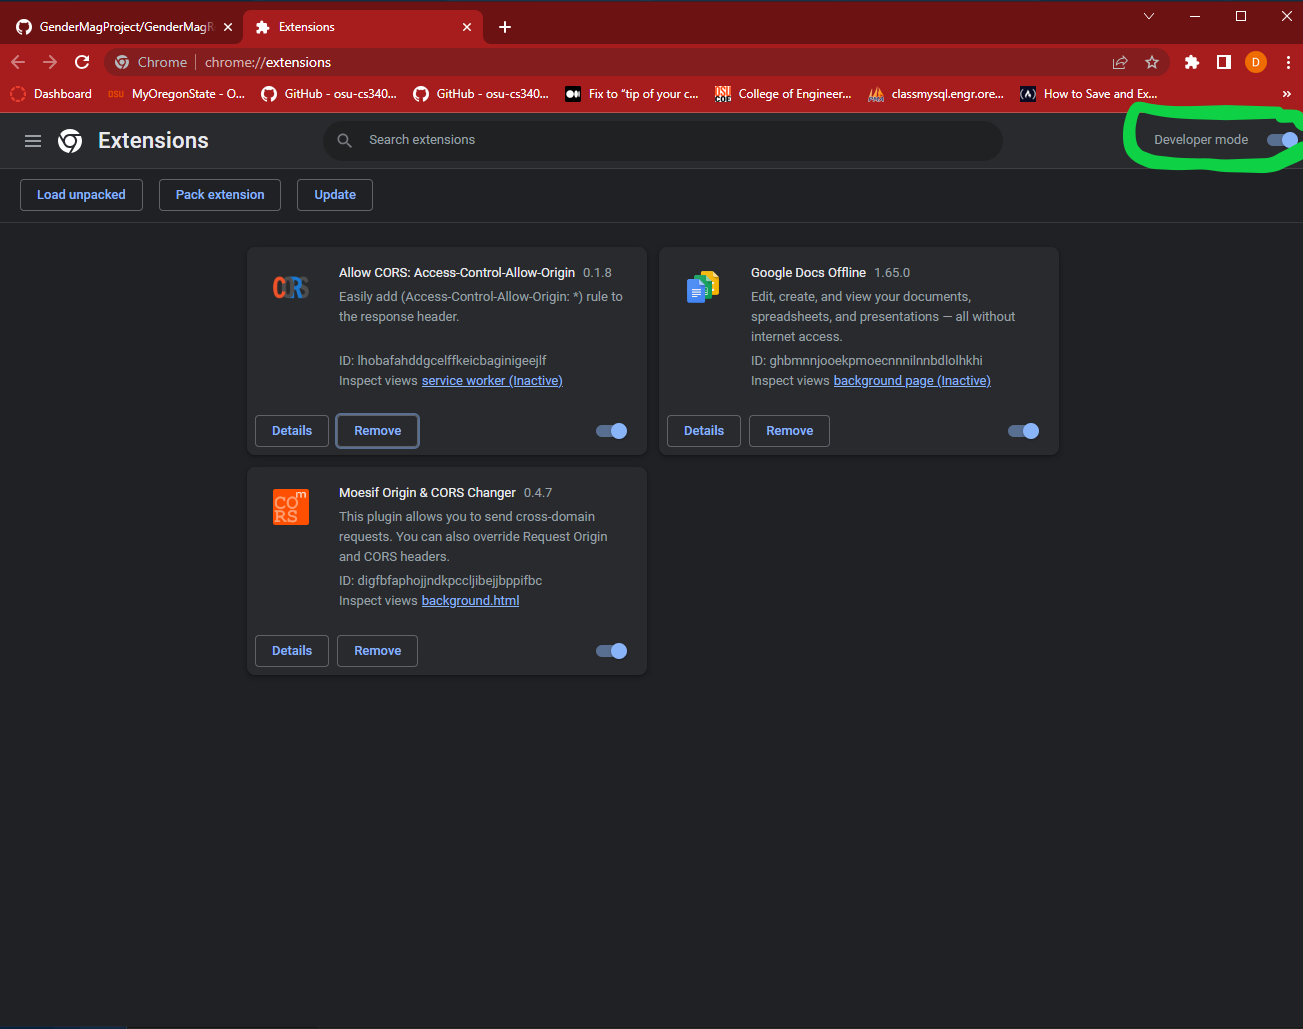 GenderMagProject/GenderMagR
Extensions
Chrome
chrome://extensions
D
Dashboard
OSU
MyOregonState - O...
GitHub - osu-cs340...
GitHub - osu-cs340...
Fix to “tip of your c...
College of Engineer...
classmysql.engr.ore...
How to Save and Ex...
»
Extensions
Search extensions
Developer mode
Load unpacked
Pack extension
Update
CORS
Allow CORS: Access-Control-Allow-Origin 0.1.8
Easily add (Access-Control-Allow-Origin: *) rule to
the response header.
ID: lhobafahddgcelffkeicbaginigeejlf
Inspect views service worker (Inactive)
Details
Remove
Google Docs Offline 1.65.0
Edit, create, and view your documents,
spreadsheets, and presentations — all without
internet access.
ID: ghbmnnjooekpmoecnnnilnnbdlolhkhi
Inspect views background page (Inactive)
Details
Remove
m
CO
RS
Moesif Origin & CORS Changer 0.4.7
This plugin allows you to send cross-domain
requests. You can also override Request Origin
and CORS headers.
ID: digfbfaphojjndkpccljibejjbppifbc
Inspect views background.html
Details
Remove